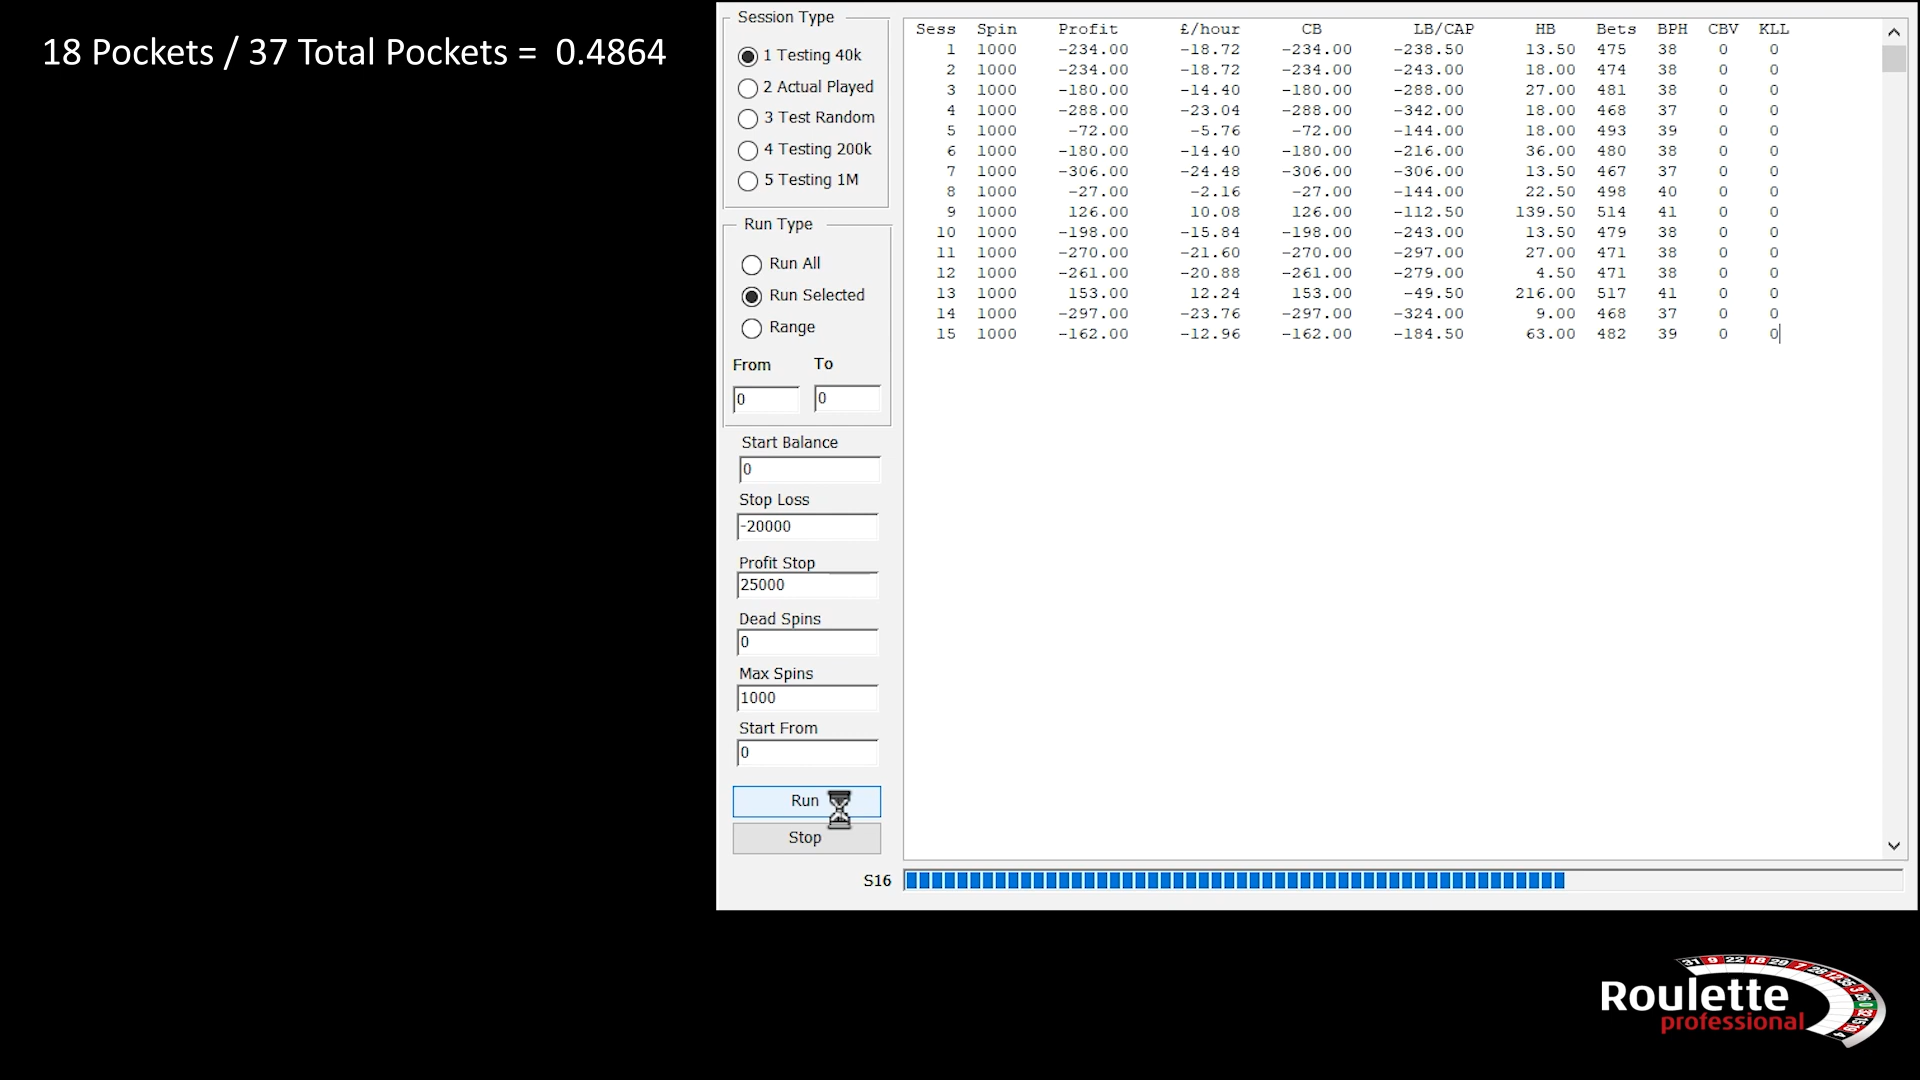 18 Pockets / 37 Total Pockets = 0.4864
Session Type
1 Testing 40k
2 Actual Played
3 Test Random
4 Testing 200k
5 Testing 1M
Run Type
Run All
Run Selected
Range
From To
0 0
Start Balance
0
Stop Loss
-20000
Profit Stop
25000
Dead Spins
0
Max Spins
1000
Start From
0
Run
Stop
Sess Spin Profit £/hour CB LB/CAP HB Bets BPH CBV KLL
1 1000 -234.00 -18.72 -234.00 -238.50 13.50 475 38 0 0
2 1000 -234.00 -18.72 -234.00 -243.00 18.00 474 38 0 0
3 1000 -180.00 -14.40 -180.00 -288.00 27.00 481 38 0 0
4 1000 -288.00 -23.04 -288.00 -342.00 18.00 468 37 0 0
5 1000 -72.00 -5.76 -72.00 -144.00 18.00 493 39 0 0
6 1000 -180.00 -14.40 -180.00 -216.00 36.00 480 38 0 0
7 1000 -306.00 -24.48 -306.00 -306.00 13.50 467 37 0 0
8 1000 -27.00 -2.16 -27.00 -144.00 22.50 498 40 0 0
9 1000 126.00 10.08 126.00 -112.50 139.50 514 41 0 0
10 1000 -198.00 -15.84 -198.00 -243.00 13.50 479 38 0 0
11 1000 -270.00 -21.60 -270.00 -297.00 27.00 471 38 0 0
12 1000 -261.00 -20.88 -261.00 -279.00 4.50 471 38 0 0
13 1000 153.00 12.24 153.00 -49.50 216.00 517 41 0 0
14 1000 -297.00 -23.76 -297.00 -324.00 9.00 468 37 0 0
15 1000 -162.00 -12.96 -162.00 -184.50 63.00 482 39 0 0
S16
Roulette
professional